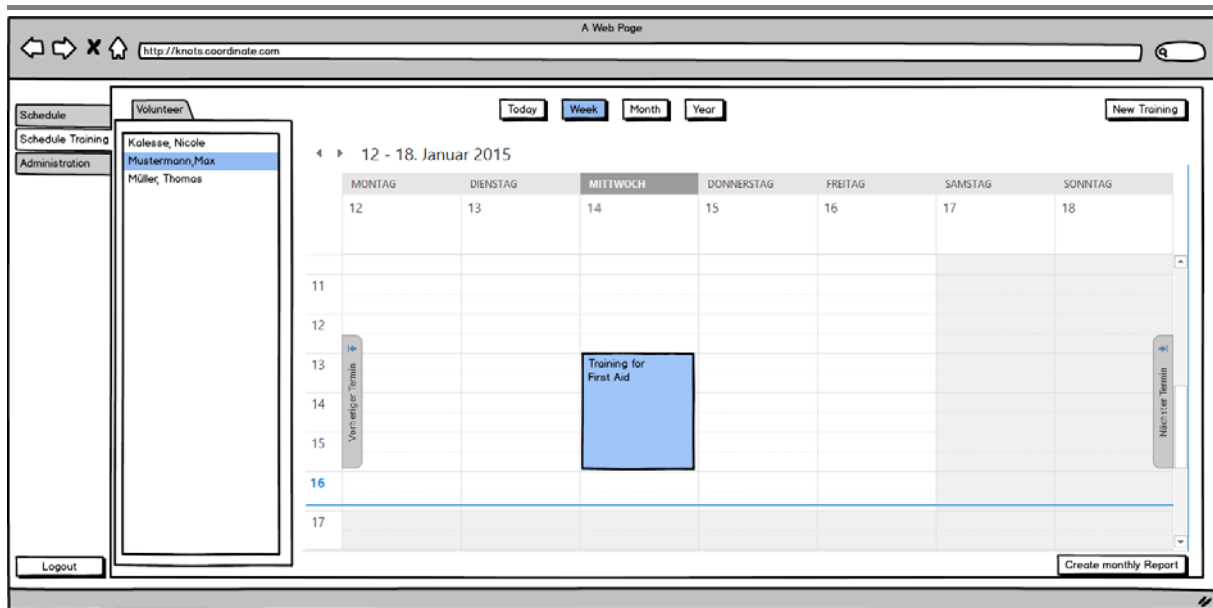 A Web Page
http://knots.coordinate.com
Schedule
Schedule Training
Administration
Logout
Volunteer
Kalesse, Nicole
Mustermann,Max
Müller, Thomas
Today Week Month Year
New Training
12 - 18. Januar 2015
MONTAG DIENSTAG MITTWOCH DONNERSTAG FREITAG SAMSTAG SONNTAG
12 13 14 15 16 17 18
11
12
13
14
15
16
17
Vorheriger Termin
Training for
First Aid
Nächster Termin
Create monthly Report